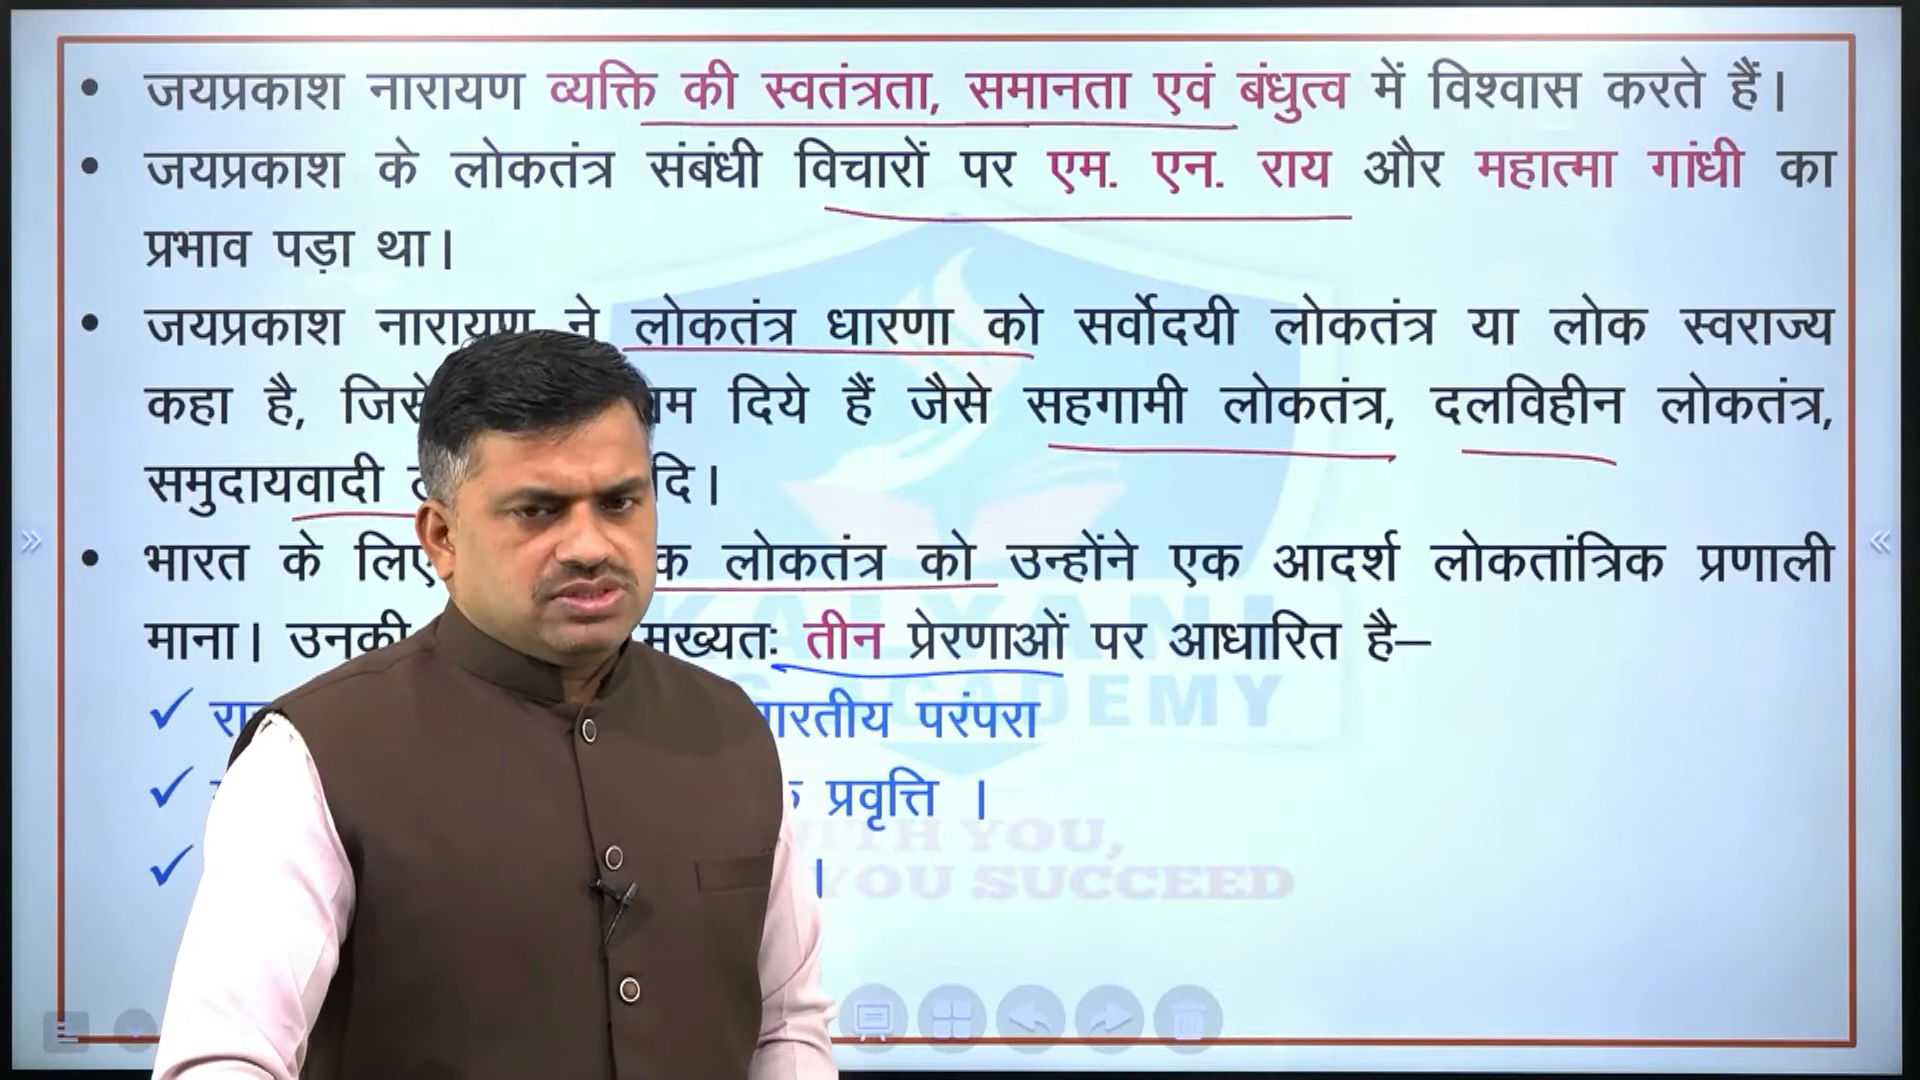 • जयप्रकाश नारायण व्यक्ति की स्वतंत्रता, समानता एवं बंधुत्व में विश्वास करते हैं।
• जयप्रकाश के लोकतंत्र संबंधी विचारों पर एम. एन. राय और महात्मा गांधी का
प्रभाव पड़ा था।
• जयप्रकाश नारायण ने लोकतंत्र धारणा को सर्वोदयी लोकतंत्र या लोक स्वराज्य
कहा है, दिये हैं जैसे सहगामी लोकतंत्र, दलविहीन लोकतंत्र,
समुदायवादी
• भारत के लिए लोकतंत्र को उन्होंने एक आदर्श लोकतांत्रिक प्रणाली
माना। उनकी तीन प्रेरणाओं पर आधारित है–
✓ परंपरा
✓ प्रवृत्ति ।
✓ ।
KALYANI
ACADEMY
WITH YOU,
YOU SUCCEED